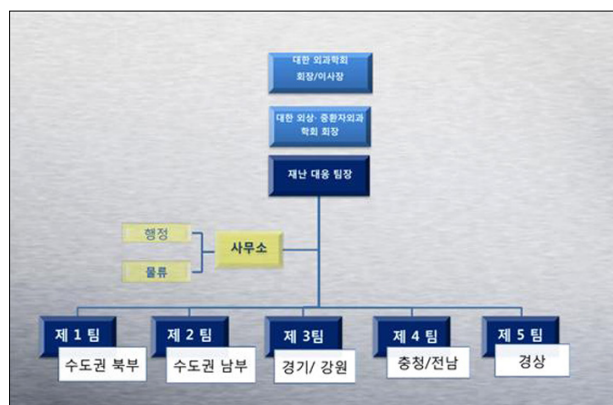 대한 외과학회
회장/이사장
대한 외상· 중환자외과
학회 회장
재난 대응 팀장
행정
사무소
물류
제 1 팀
제 2 팀
제 3팀
제 4 팀
제 5 팀
수도권 북부
수도권 남부
경기/ 강원
충청/전남
경상